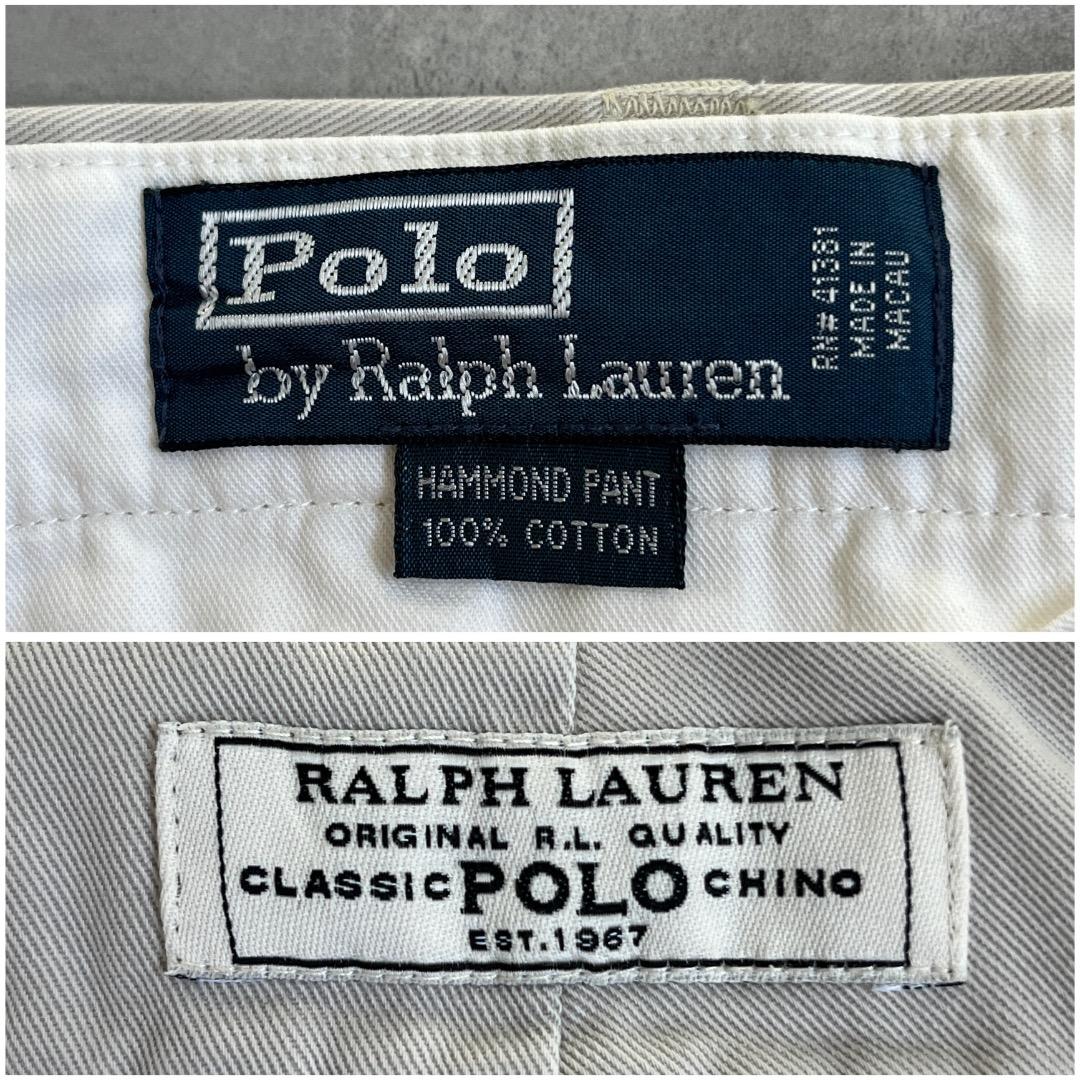 Polo
by Ralph Lauren
RN# 41381
MADE IN
MACAU
HAMMOND PANT
100% COTTON
RALPH LAUREN
ORIGINAL R.L. QUALITY
CLASSIC POLO CHINO
EST. 1967